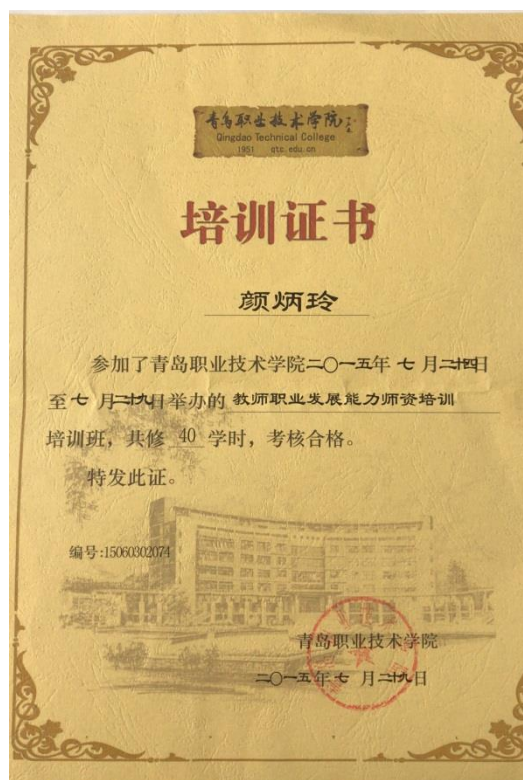 青岛职业技术学院
Qingdao Technical College
1951 qtc.edu.cn
培训证书
颜炳玲
参加了青岛职业技术学院二〇一五年 七 月二十四日
至七 月二十九日举办的 教师职业发展能力师资培训
培训班，共修 40 学时，考核合格。
特发此证。
编号:15060302074
青岛职业技术学院
二〇一五年七 月二十九日